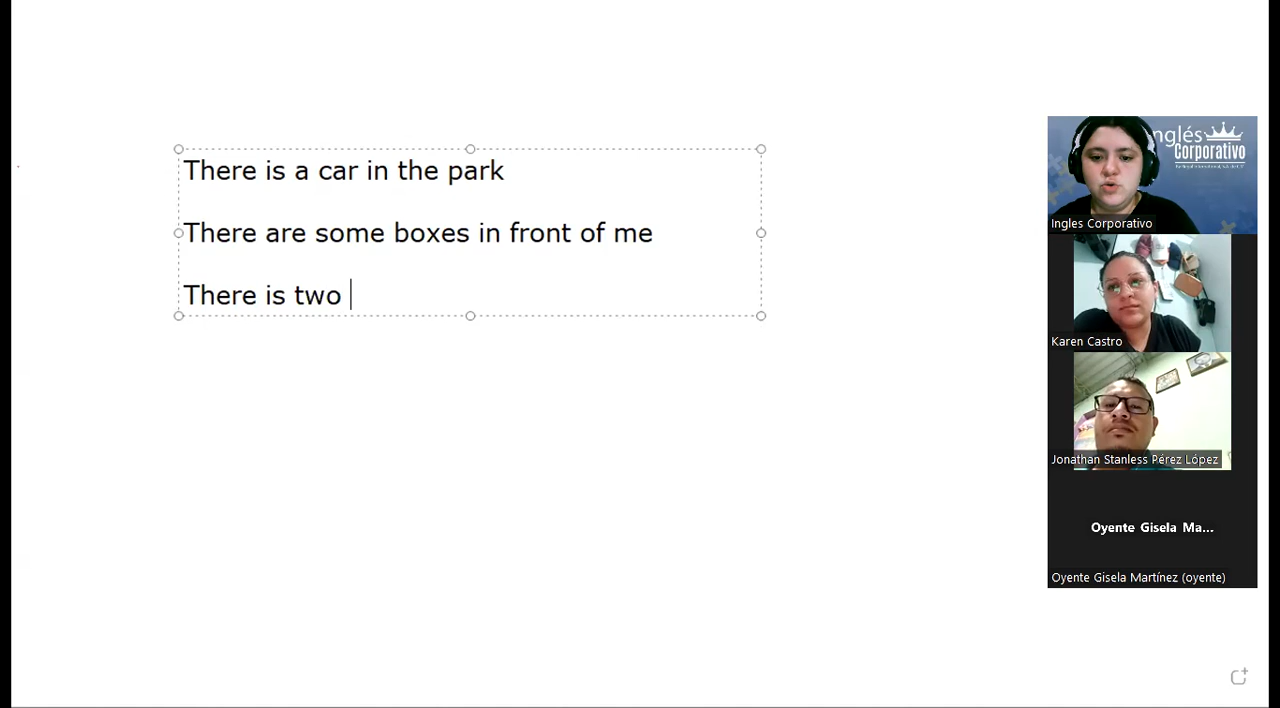 There is a car in the park
There are some boxes in front of me
There is two
Inglés
Corporativo
Ingles Corporativo
Karen Castro
Jonathan Stanless Pérez López
Oyente Gisela Ma...
Oyente Gisela Martínez (oyente)